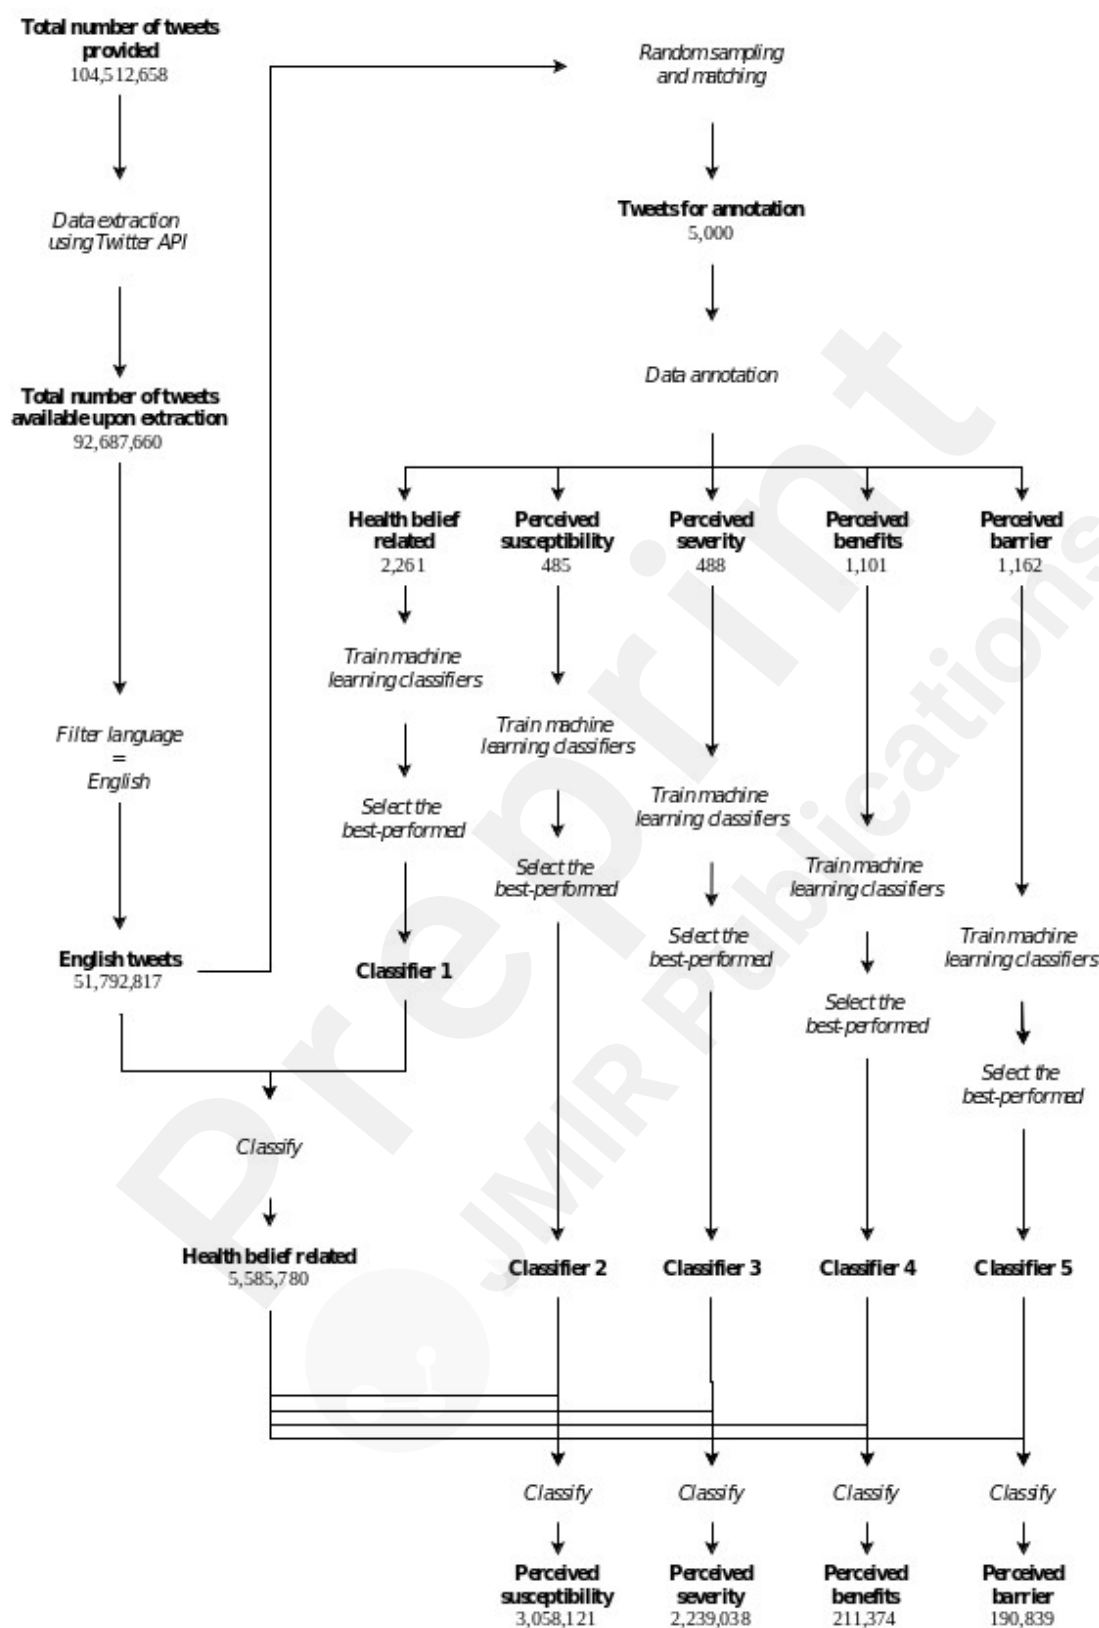 Total number of tweets
provided
104,512,658
Data extraction
using Twitter API
Total number of tweets
available upon extraction
92,687,660
Filter language
=
English
English tweets
51,792,817
Random sampling
and matching
Tweets for annotation
5,000
Data annotation
Health belief
related
2,261
Perceived
susceptibility
485
Perceived
severity
488
Perceived
benefits
1,101
Perceived
barrier
1,162
Train machine
learning classifiers
Select the
best-performed
Classifier 1
Train machine
learning classifiers
Select the
best-performed
Train machine
learning classifiers
Select the
best-performed
Train machine
learning classifiers
Select the
best-performed
Train machine
learning classifiers
Select the
best-performed
Classify
Health belief related
5,585,780
Classifier 2
Classifier 3
Classifier 4
Classifier 5
Classify
Classify
Classify
Classify
Perceived
susceptibility
3,058,121
Perceived
severity
2,239,038
Perceived
benefits
211,374
Perceived
barrier
190,839
Preprint
JMIR Publications